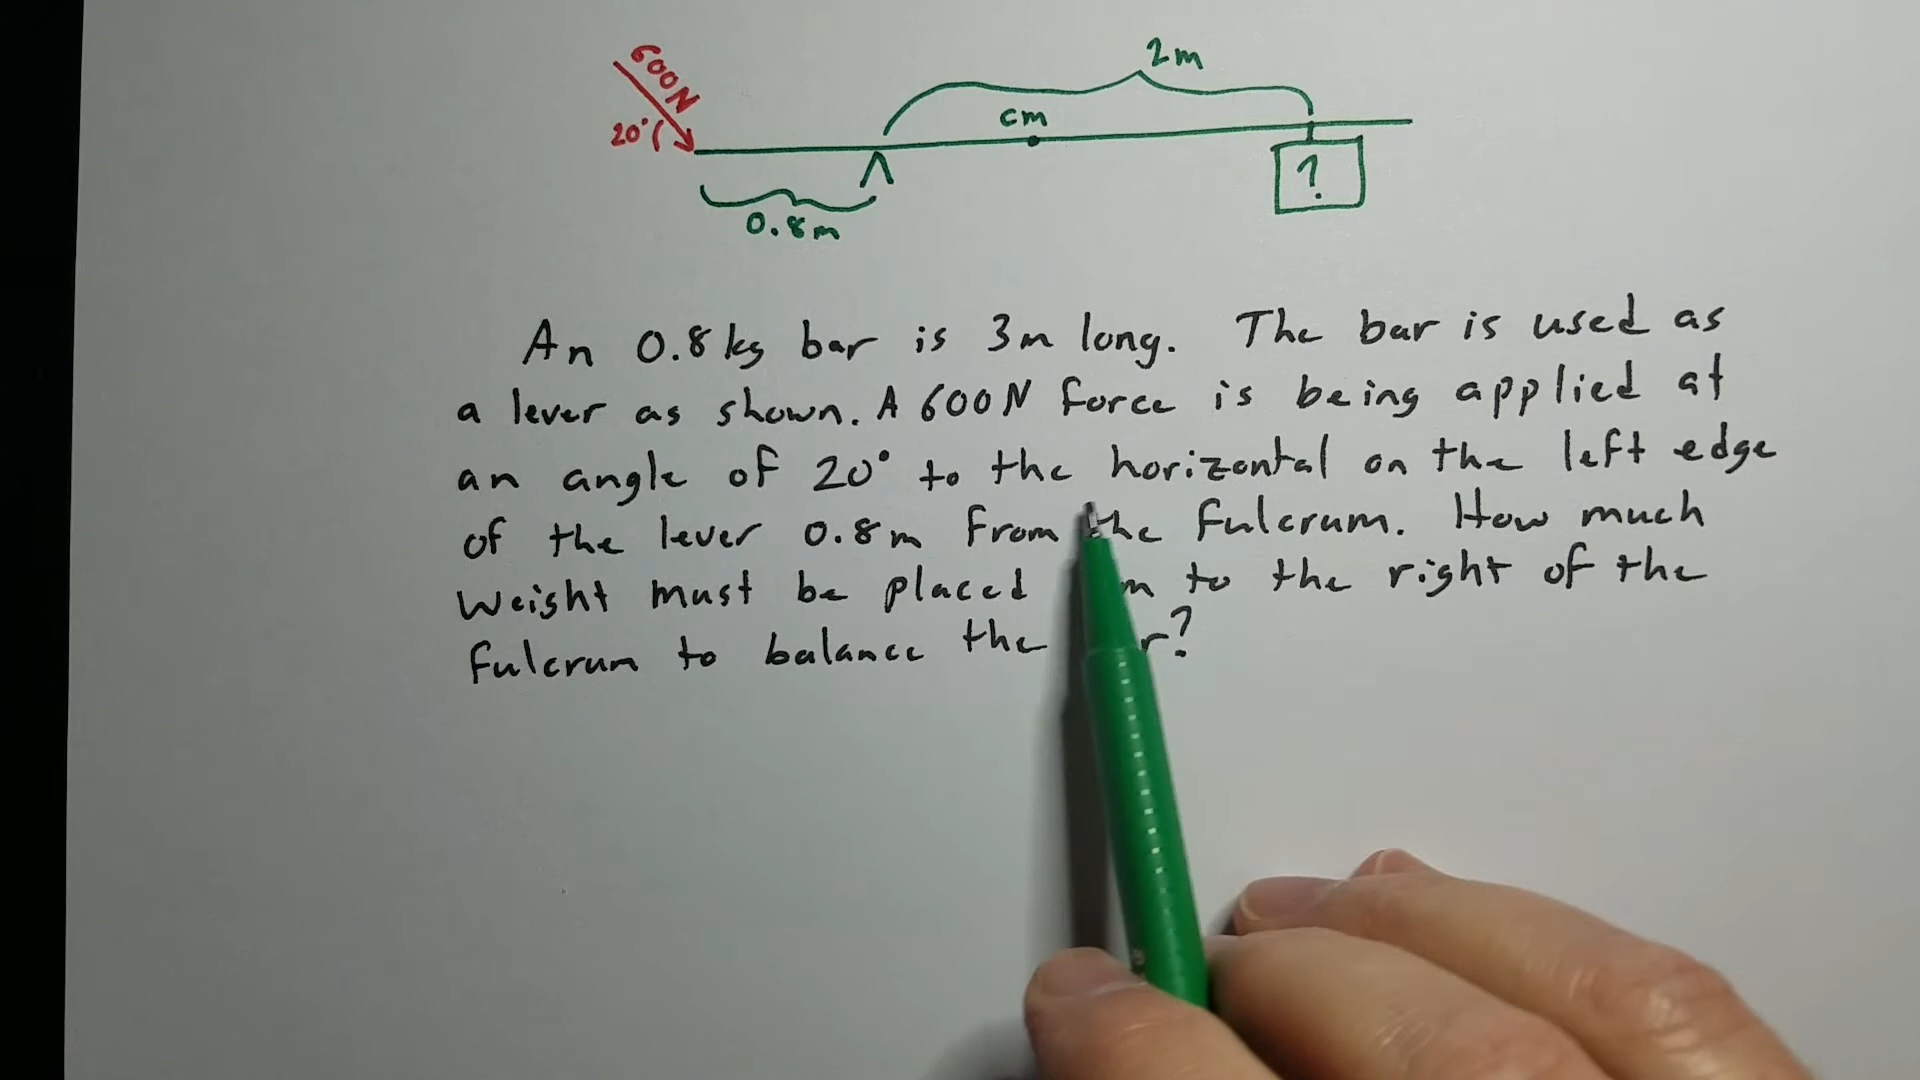 600N
2m
20°
cm
?
0.8m
An 0.8kg bar is 3m long. The bar is used as
a lever as shown. A 600N force is being applied at
an angle of 20° to the horizontal on the left edge
of the lever 0.8m from the fulcrum. How much
weight must be placed m to the right of the
fulcrum to balance the r?